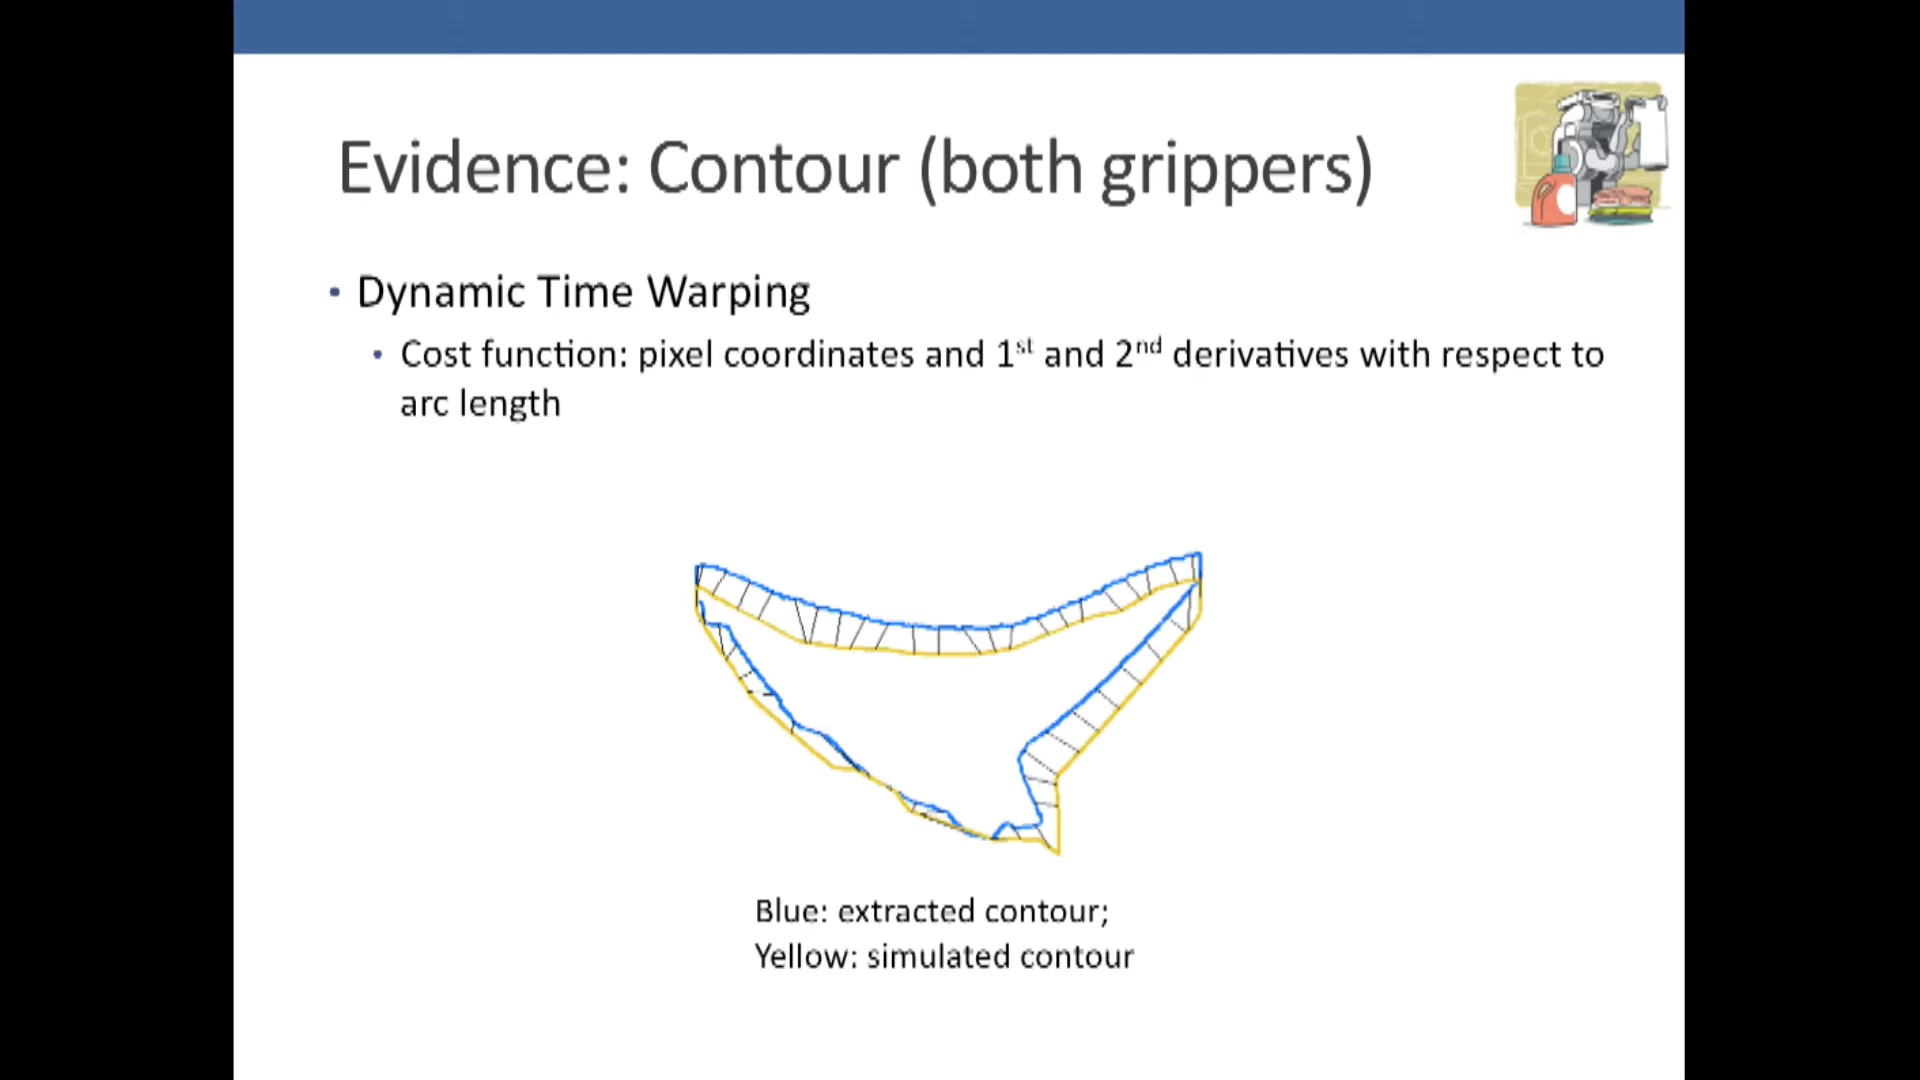 Evidence: Contour (both grippers)
• Dynamic Time Warping
• Cost function: pixel coordinates and 1st and 2nd derivatives with respect to
arc length
Blue: extracted contour;
Yellow: simulated contour